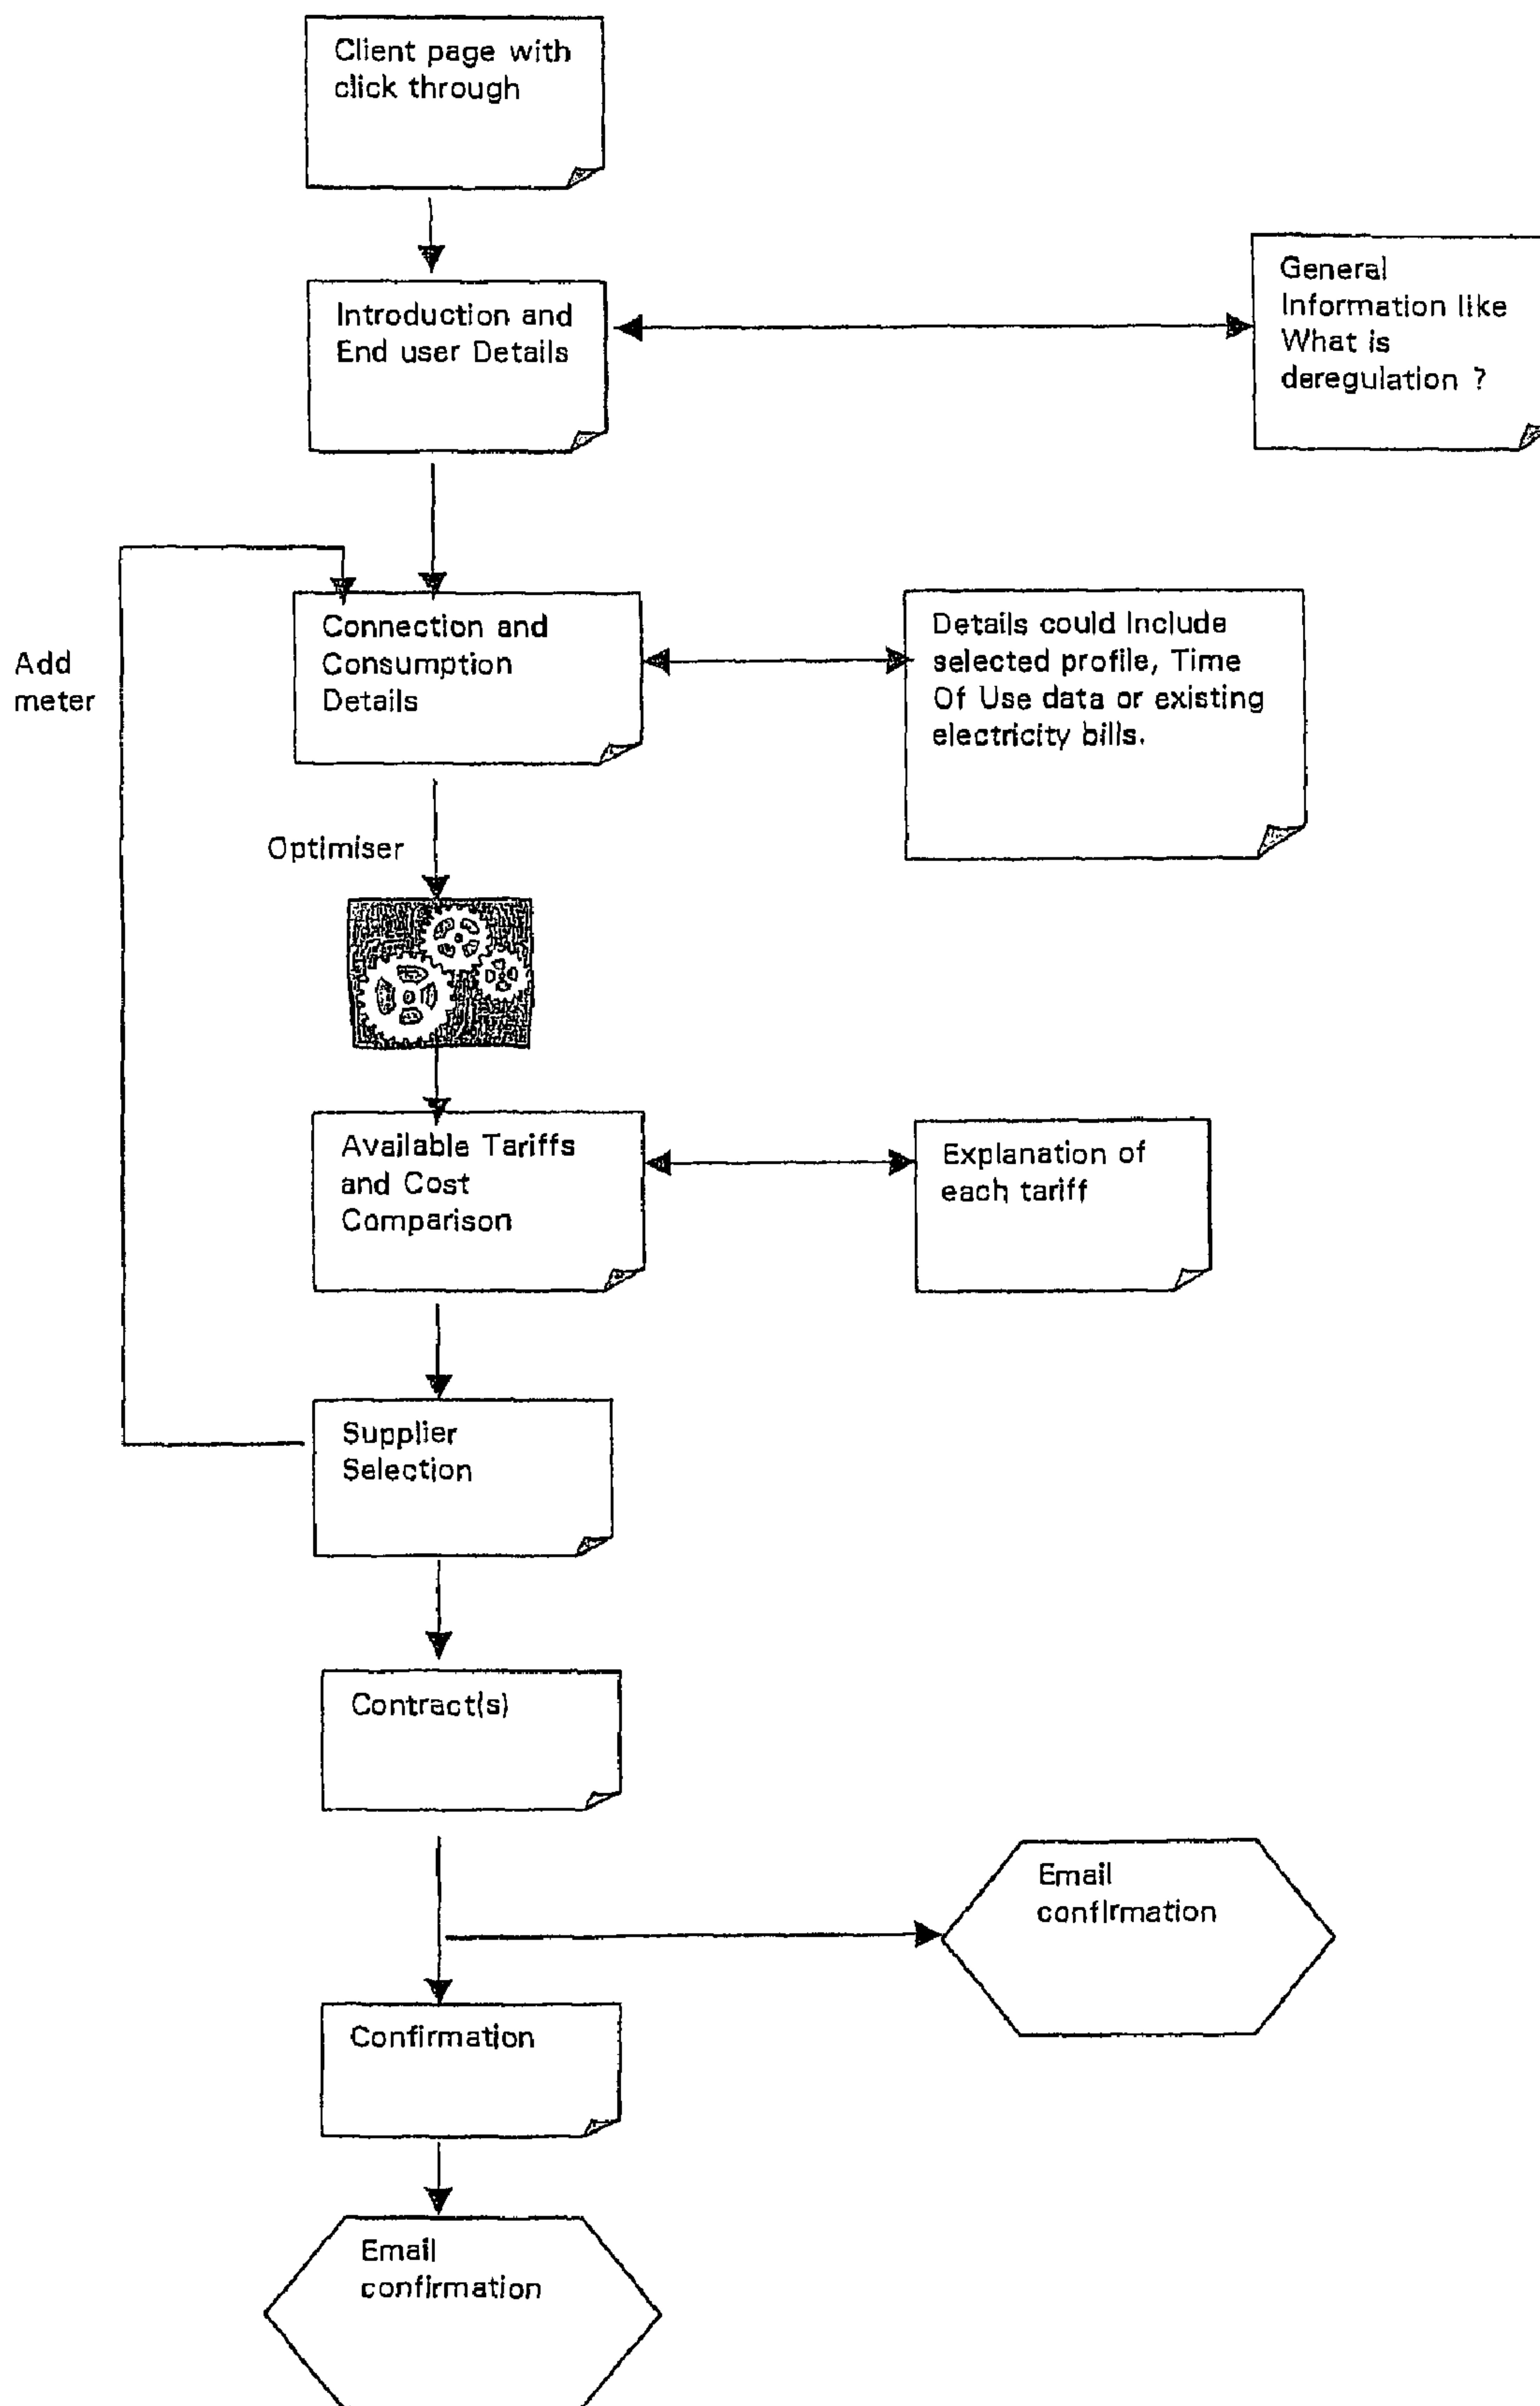 Client page with
click through
Introduction and
End user Details
General
Information like
What is
deregulation ?
Add
meter
Connection and
Consumption
Details
Details could Include
selected profile, Time
Of Use data or existing
electricity bills.
Optimiser
Available Tariffs
and Cost
Comparison
Explanation of
each tariff
Supplier
Selection
Contract(s)
Email
confirmation
Confirmation
Email
confirmation